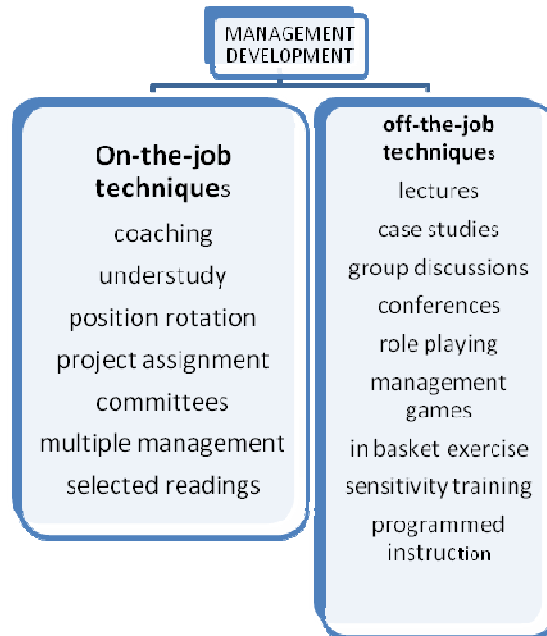 MANAGEMENT
DEVELOPMENT
On-the-job
techniques
coaching
understudy
position rotation
project assignment
committees
multiple management
selected readings
off-the-job
techniques
lectures
case studies
group discussions
conferences
role playing
management
games
in basket exercise
sensitivity training
programmed
instruction